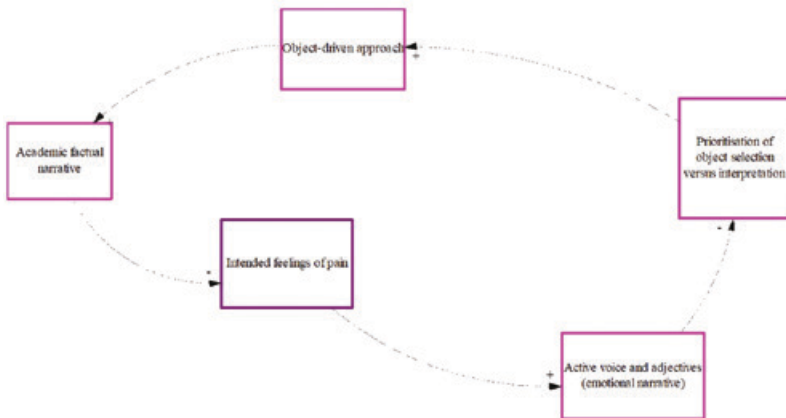 Object-driven approach
+
Academic factual
narrative
Prioritisation of
object selection
versus interpretation
-
Intended feelings of pain
-
+
Active voice and adjectives
(emotional narrative)